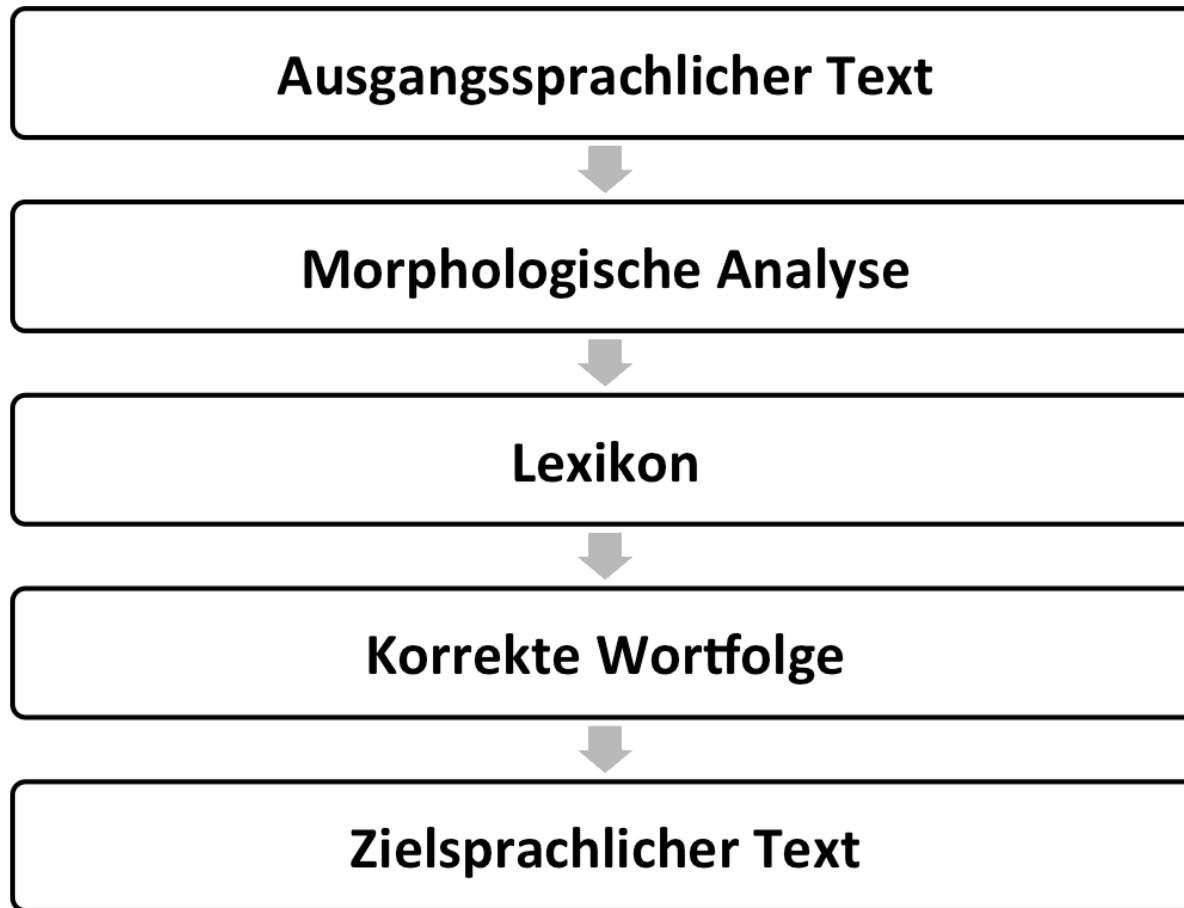 Ausgangssprachlicher Text
Morphologische Analyse
Lexikon
Korrekte Wortfolge
Zielsprachlicher Text